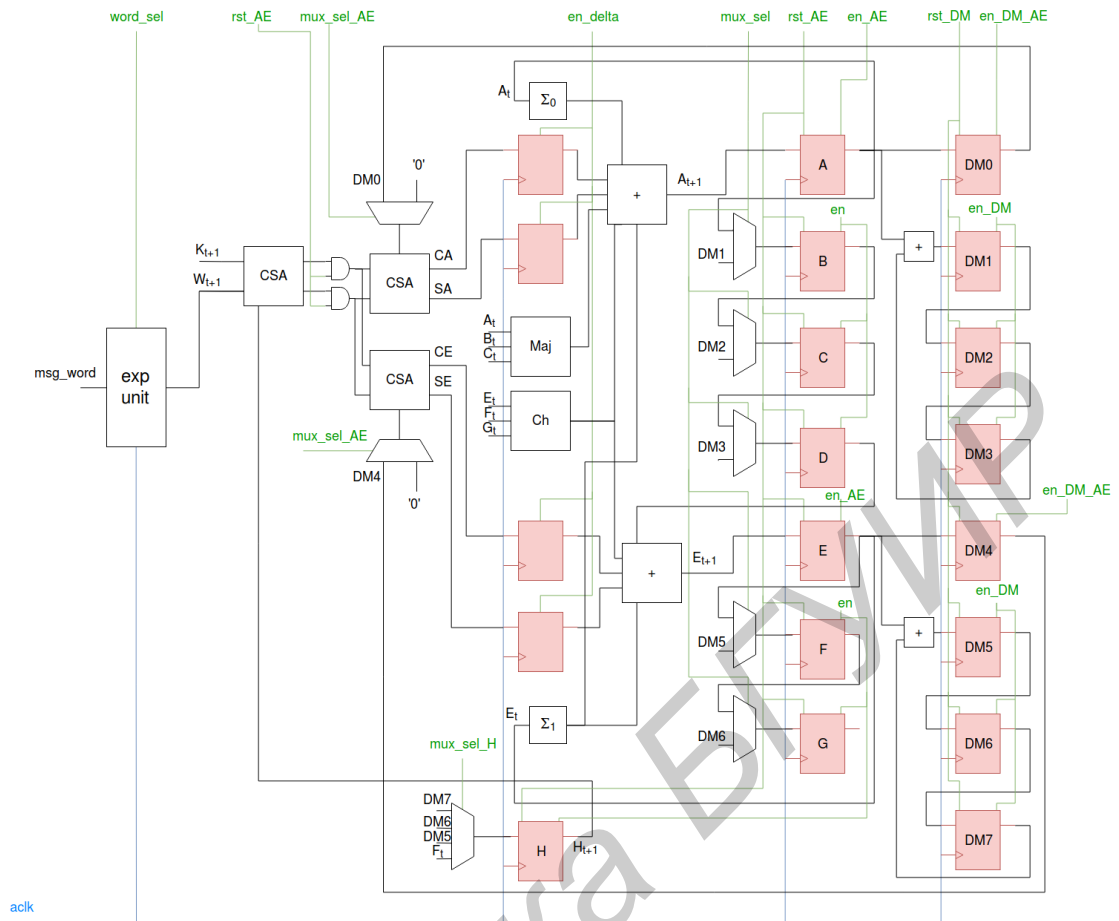 word_sel
rst_AE
mux_sel_AE
en_delta
mux_sel
rst_AE
en_AE
rst_DM
en_DM_AE
At
Σ0
'0'
DM0
A
DM0
+
At+1
en
en_DM
Kt+1
Wt+1
CSA
CSA
CA
SA
DM1
B
+
DM1
At
Bt
Ct
Maj
DM2
C
DM2
msg_word
exp
unit
CE
SE
CSA
Et
Ft
Gt
Ch
mux_sel_AE
DM3
D
DM3
DM4
'0'
en_AE
en_DM_AE
+
Et+1
E
DM4
en
en_DM
DM5
F
+
DM5
Et
Σ1
DM6
G
DM6
mux_sel_H
DM7
DM6
DM5
Ft
H
Ht+1
DM7
aclk
ка БГУИР